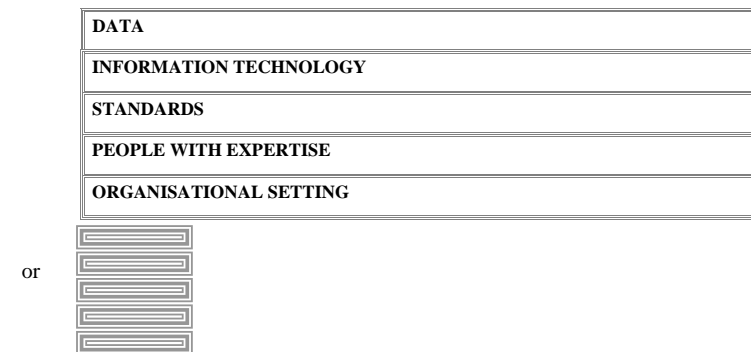 DATA
INFORMATION TECHNOLOGY
STANDARDS
PEOPLE WITH EXPERTISE
ORGANISATIONAL SETTING
or